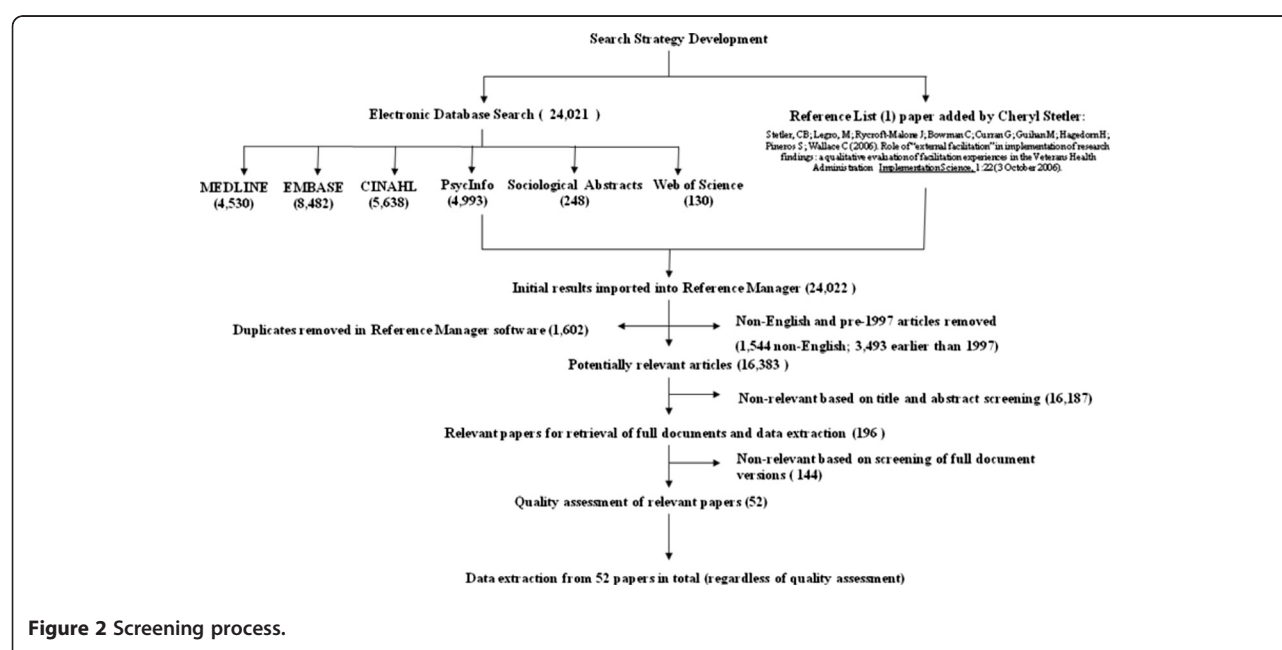 Search Strategy Development
Electronic Database Search ( 24,021 )
Reference List (1) paper added by Cheryl Stetler:
Stetler, CB; Legro, M; Rycroft-Malone J; Bowman C; Curran G; Guihan M; Hagedorn H;
Pineros S; Wallace C (2006). Role of "external facilitation" in implementation of research
findings : a qualitative evaluation of facilitation experiences in the Veterans Health
Administration Implementation Science, 1:22 (3 October 2006).
MEDLINE
(4,530)
EMBASE
(8,482)
CINAHL
(5,638)
PsycInfo
(4,993)
Sociological Abstracts
(248)
Web of Science
(130)
Initial results imported into Reference Manager (24,022 )
Duplicates removed in Reference Manager software (1,602)
Non-English and pre-1997 articles removed
(1,544 non-English; 3,493 earlier than 1997)
Potentially relevant articles (16,383 )
Non-relevant based on title and abstract screening (16,187)
Relevant papers for retrieval of full documents and data extraction (196 )
Non-relevant based on screening of full document
versions ( 144)
Quality assessment of relevant papers (52)
Data extraction from 52 papers in total (regardless of quality assessment)
Figure 2 Screening process.